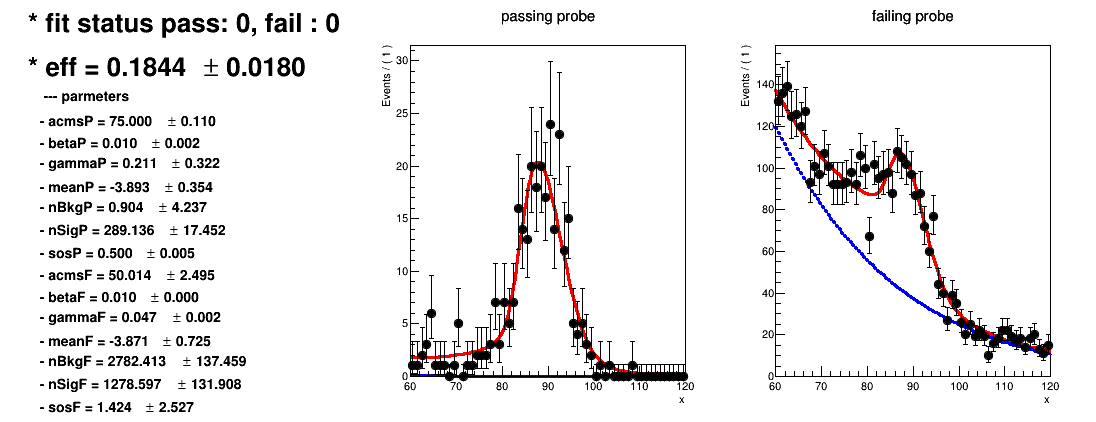 * fit status pass: 0, fail : 0
* eff = 0.1844 ± 0.0180
--- parmeters
- acmsP = 75.000 ± 0.110
- betaP = 0.010 ± 0.002
- gammaP = 0.211 ± 0.322
- meanP = -3.893 ± 0.354
- nBkgP = 0.904 ± 4.237
- nSigP = 289.136 ± 17.452
- sosP = 0.500 ± 0.005
- acmsF = 50.014 ± 2.495
- betaF = 0.010 ± 0.000
- gammaF = 0.047 ± 0.002
- meanF = -3.871 ± 0.725
- nBkgF = 2782.413 ± 137.459
- nSigF = 1278.597 ± 131.908
- sosF = 1.424 ± 2.527
passing probe
Events / ( 1 )
30
25
20
15
10
5
0
60 70 80 90 100 110 120
x
failing probe
Events / ( 1 )
140
120
100
80
60
40
20
0
60 70 80 90 100 110 120
x